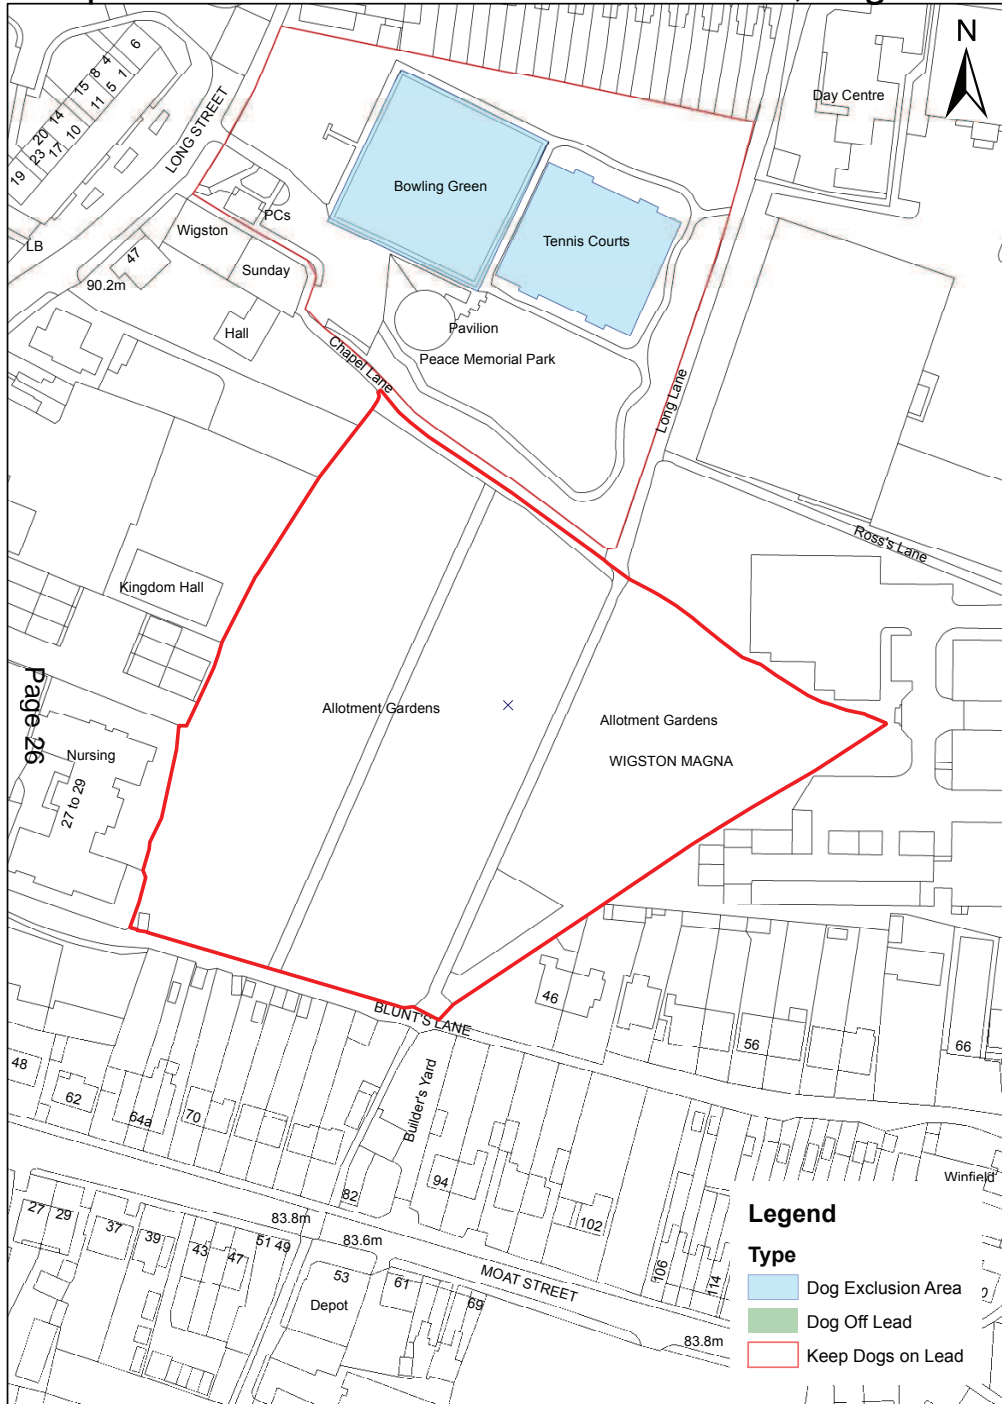 N
Day Centre
6
4
8
1
15
5
11
14
10
20
17
23
19
LONG STREET
Bowling Green
Tennis Courts
PCs
Wigston
Sunday
Hall
LB
47
90.2m
Pavilion
Peace Memorial Park
Chapel Lane
Long Lane
Ross's Lane
Kingdom Hall
Page 26
Nursing
27 to 29
Allotment Gardens
Allotment Gardens
WIGSTON MAGNA
BLUNT'S LANE
46
56
66
48
62
64a
70
Builder's Yard
94
82
102
106
114
Winfield
27
29
37
39
43
47
51 49
83.8m
83.6m
53
Depot
61
69
MOAT STREET
83.8m
Legend
Type
Dog Exclusion Area
Dog Off Lead
Keep Dogs on Lead